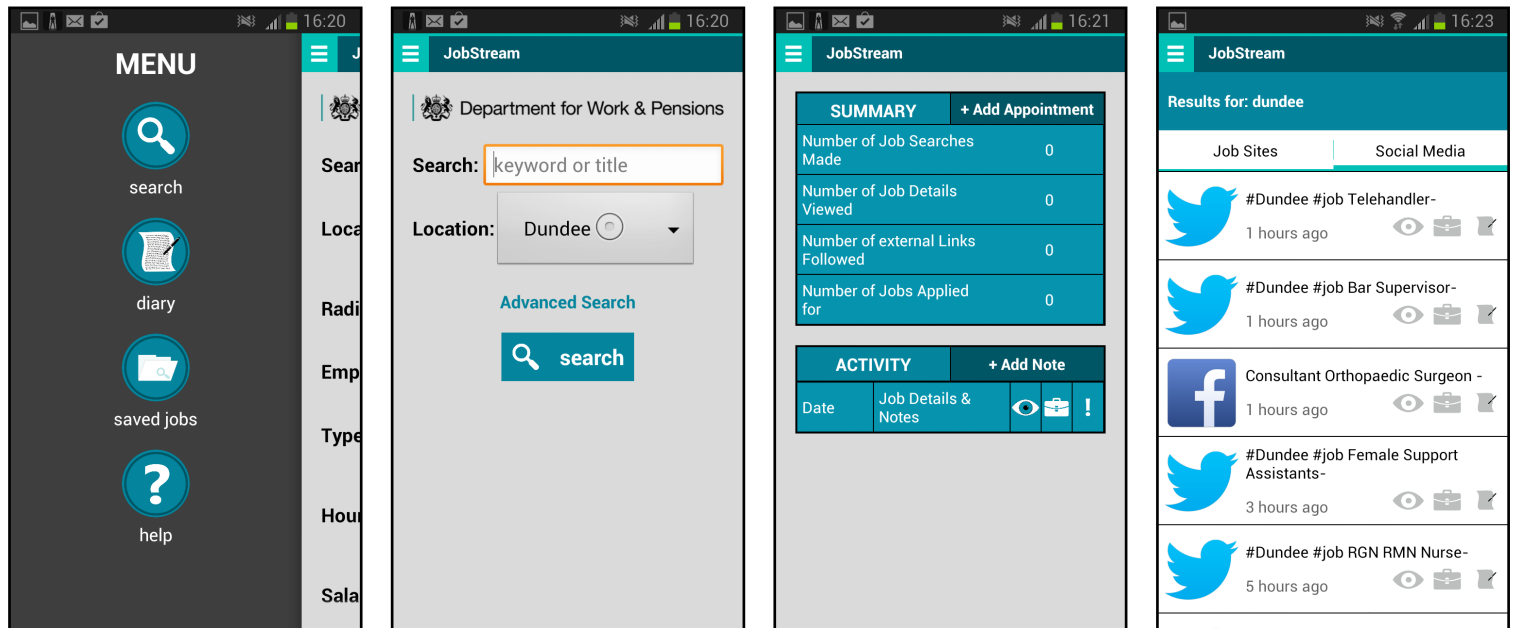 16:20
MENU
search
diary
saved jobs
help
J
Sear
Loca
Radi
Emp
Type
Hour
Sala
16:20
JobStream
Department for Work & Pensions
Search: keyword or title
Location: Dundee
Advanced Search
search
16:21
JobStream
SUMMARY + Add Appointment
Number of Job Searches
Made 0
Number of Job Details
Viewed 0
Number of external Links
Followed 0
Number of Jobs Applied
for 0
ACTIVITY + Add Note
Date Job Details &
Notes !
16:23
JobStream
Results for: dundee
Job Sites Social Media
#Dundee #job Telehandler-
1 hours ago
#Dundee #job Bar Supervisor-
1 hours ago
Consultant Orthopaedic Surgeon -
1 hours ago
#Dundee #job Female Support
Assistants-
3 hours ago
#Dundee #job RGN RMN Nurse-
5 hours ago